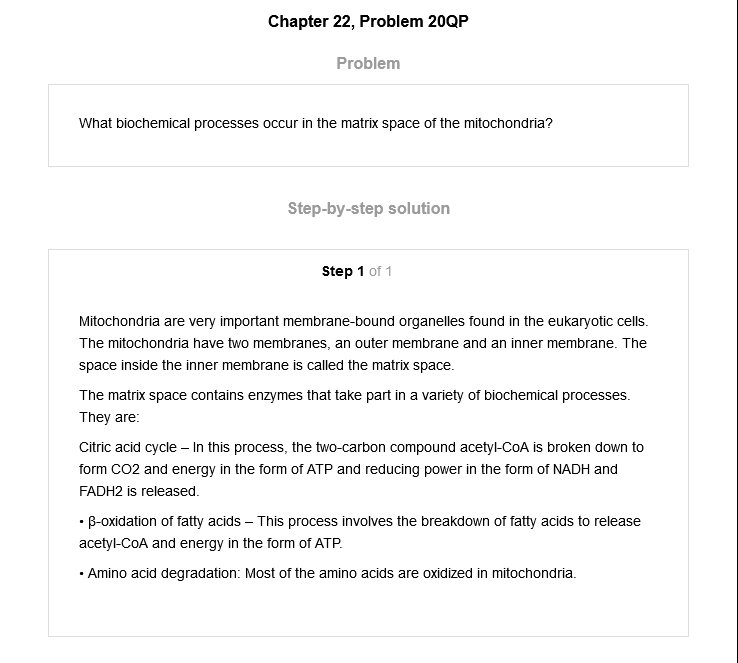 Chapter 22, Problem 20QP
Problem
What biochemical processes occur in the matrix space of the mitochondria?
Step-by-step solution
Step 1 of 1
Mitochondria are very important membrane-bound organelles found in the eukaryotic cells.
The mitochondria have two membranes, an outer membrane and an inner membrane. The
space inside the inner membrane is called the matrix space.
The matrix space contains enzymes that take part in a variety of biochemical processes.
They are:
Citric acid cycle – In this process, the two-carbon compound acetyl-CoA is broken down to
form CO2 and energy in the form of ATP and reducing power in the form of NADH and
FADH2 is released.
• β-oxidation of fatty acids – This process involves the breakdown of fatty acids to release
acetyl-CoA and energy in the form of ATP.
• Amino acid degradation: Most of the amino acids are oxidized in mitochondria.